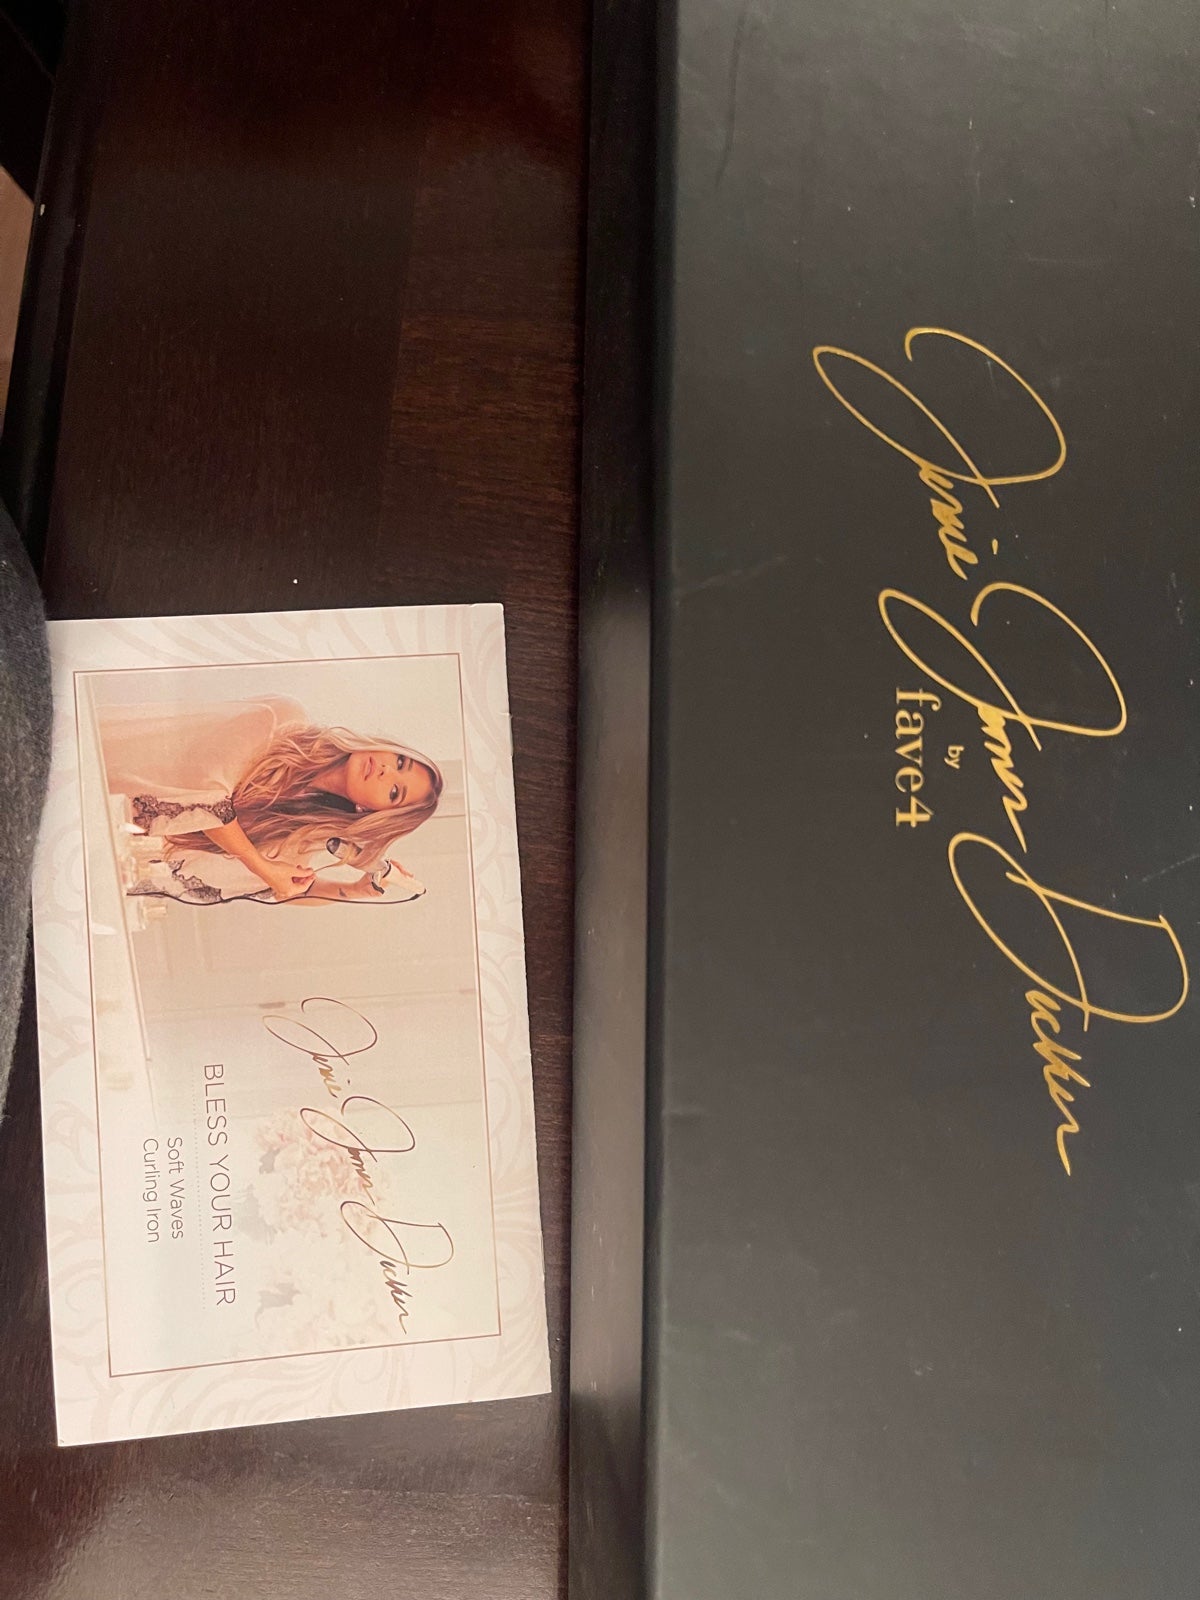 Jessie James Decker
by
fave4
Jessie James Decker
BLESS YOUR HAIR
Soft Waves
Curling Iron